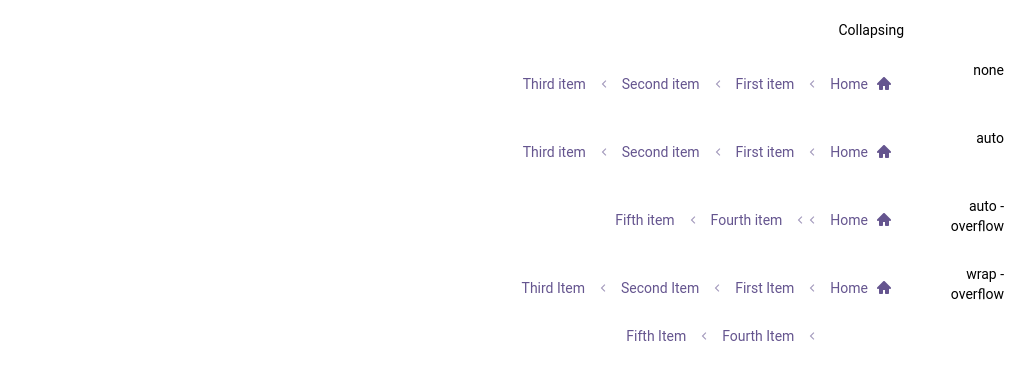 Collapsing
none
Home First item Second item Third item
auto
Home First item Second item Third item
auto -
overflow
Home Fourth item Fifth item
wrap -
overflow
Home First Item Second Item Third Item
Fourth Item Fifth Item